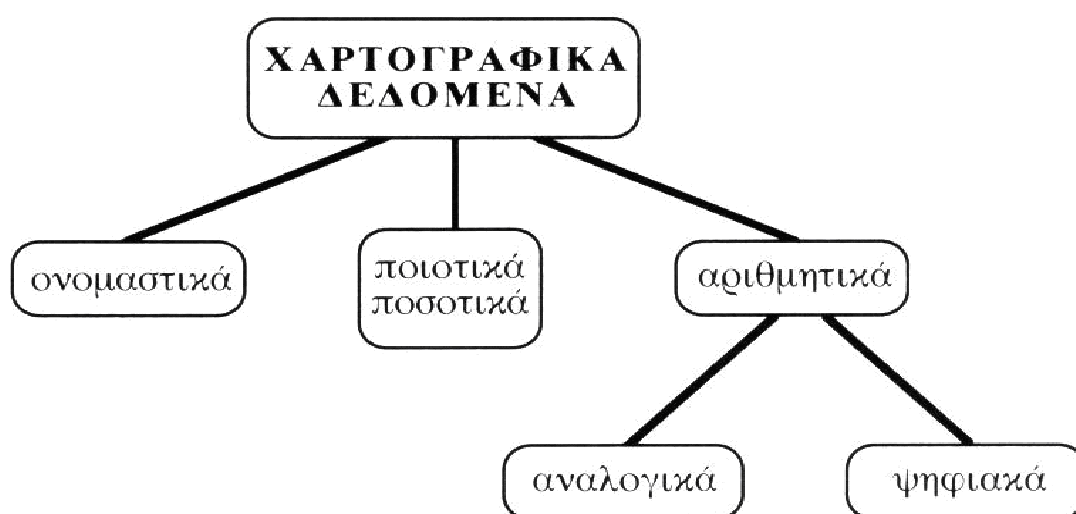 ΧΑΡΤΟΓΡΑΦΙΚΑ
ΔΕΔΟΜΕΝΑ
ονομαστικά
ποιοτικά
ποσοτικά
αριθμητικά
αναλογικά
ψηφιακά